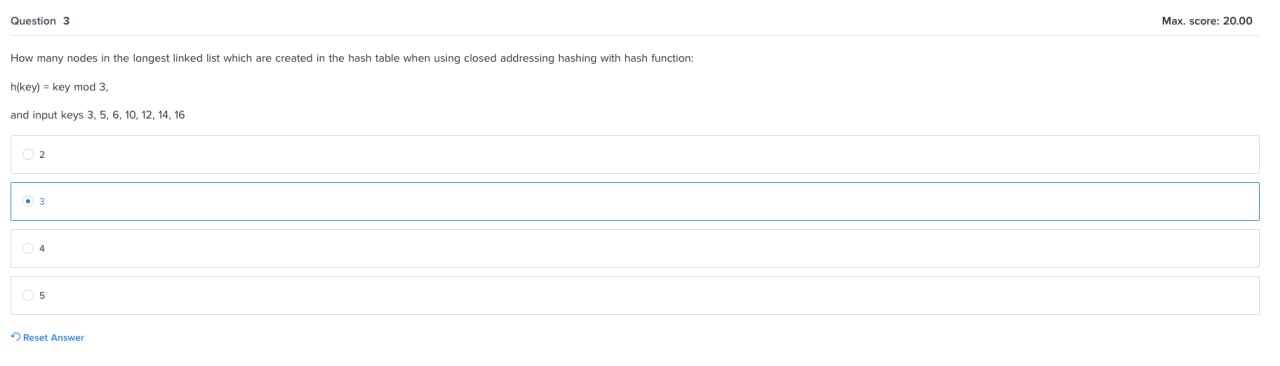 Question 3
Max. score: 20.00
How many nodes in the longest linked list which are created in the hash table when using closed addressing hashing with hash function:
h(key) = key mod 3,
and input keys 3, 5, 6, 10, 12, 14, 16
2
3
4
5
Reset Answer